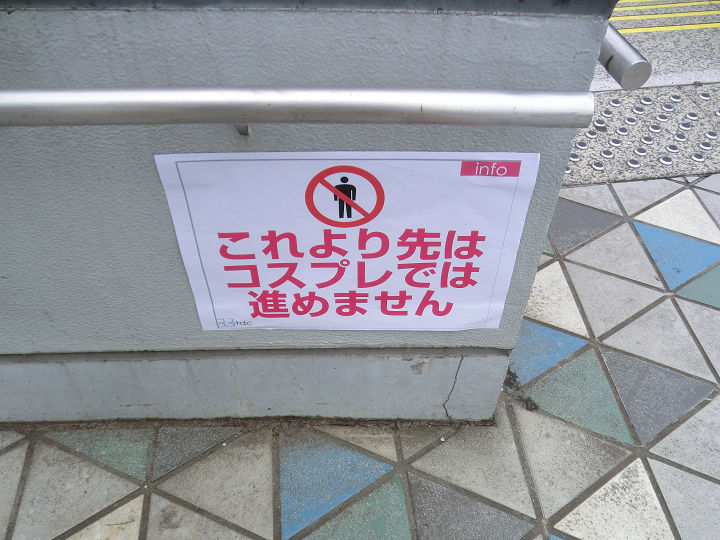 info
これより先は
コスプレでは
進めません